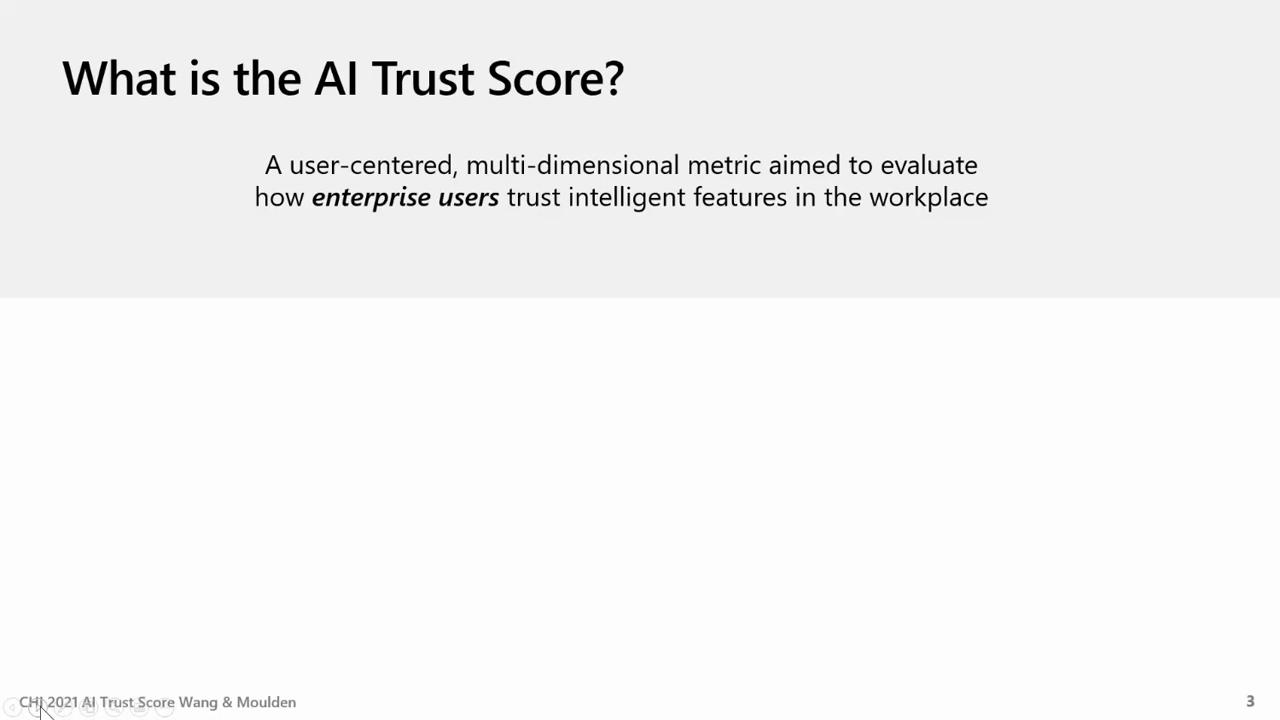 What is the AI Trust Score?
A user-centered, multi-dimensional metric aimed to evaluate
how enterprise users trust intelligent features in the workplace
CHI 2021 AI Trust Score Wang & Moulden
3